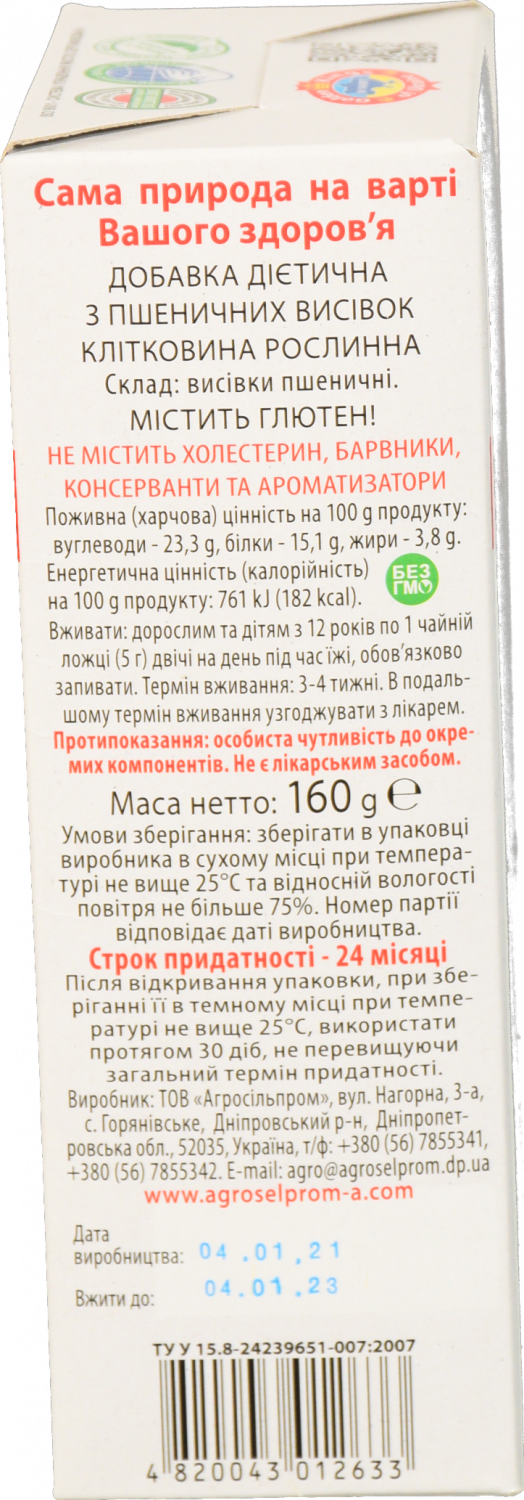 Сама природа на варті
Вашого здоров’я
ДОБАВКА ДІЄТИЧНА
З ПШЕНИЧНИХ ВИСІВОК
КЛІТКОВИНА РОСЛИННА
Склад: висівки пшеничні.
МІСТИТЬ ГЛЮТЕН!
НЕ МІСТИТЬ ХОЛЕСТЕРИН, БАРВНИКИ,
КОНСЕРВАНТИ ТА АРОМАТИЗАТОРИ
Поживна (харчова) цінність на 100 g продукту:
вуглеводи - 23,3 g, білки - 15,1 g, жири - 3,8 g.
Енергетична цінність (калорійність)
на 100 g продукту: 761 kJ (182 kcal).
БЕЗ
ГМО
Вживати: дорослим та дітям з 12 років по 1 чайній
ложці (5 г) двічі на день під час їжі, обов’язково
запивати. Термін вживання: 3-4 тижні. В подаль-
шому термін вживання узгоджувати з лікарем.
Протипоказання: особиста чутливість до окре-
мих компонентів. Не є лікарським засобом.
Маса нетто: 160 g ℮
Умови зберігання: зберігати в упаковці
виробника в сухому місці при темпера-
турі не вище 25°C та відносній вологості
повітря не більше 75%. Номер партії
відповідає даті виробництва.
Строк придатності - 24 місяці
Після відкривання упаковки, при збе-
ріганні її в темному місці при темпе-
ратурі не вище 25°C, використати
протягом 30 діб, не перевищуючи
загальний термін придатності.
Виробник: ТОВ «Агросільпром», вул. Нагорна, 3-а,
с. Горянівське, Дніпровський р-н, Дніпропет-
ровська обл., 52035, Україна, т/ф: +380 (56) 7855341,
+380 (56) 7855342. E-mail: agro@agroselprom.dp.ua
www.agroselprom-a.com
Дата
виробництва: 04.01.21
Вжити до: 04.01.23
ТУ У 15.8-24239651-007:2007
4 820043 012633